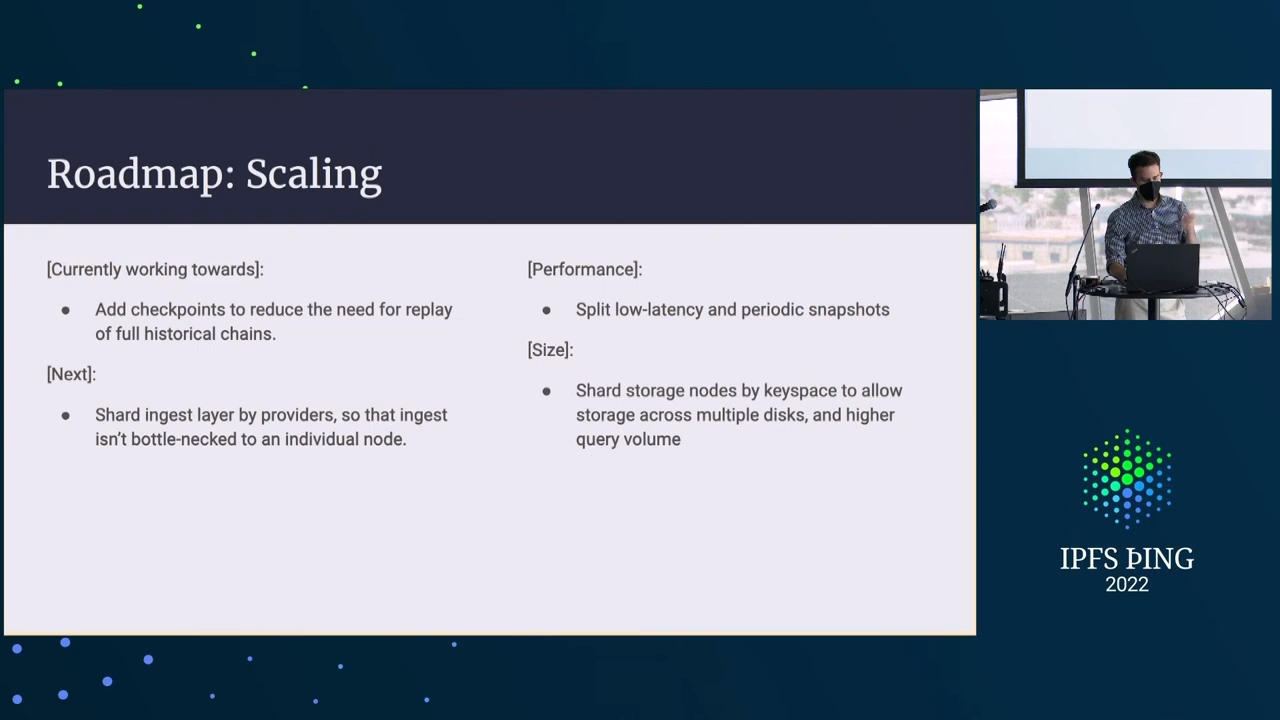 Roadmap: Scaling
[Currently working towards]:
● Add checkpoints to reduce the need for replay
of full historical chains.
[Next]:
● Shard ingest layer by providers, so that ingest
isn’t bottle-necked to an individual node.
[Performance]:
● Split low-latency and periodic snapshots
[Size]:
● Shard storage nodes by keyspace to allow
storage across multiple disks, and higher
query volume
IPFS ÞING
2022